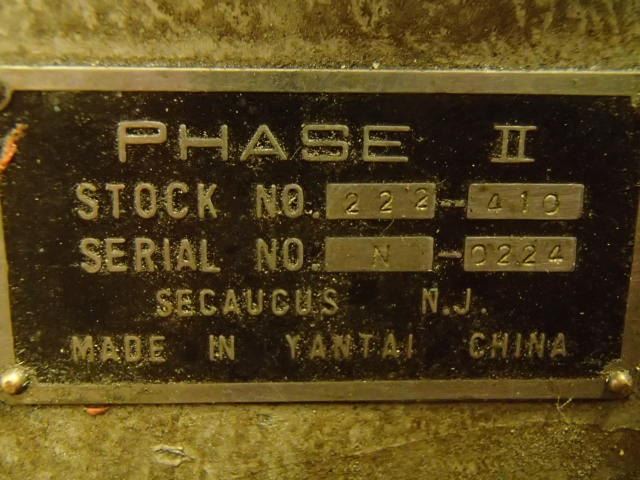 PHASE II
STOCK NO. 222-410
SERIAL NO. N-0224
SECAUCUS N.J.
MADE IN YANTAI CHINA